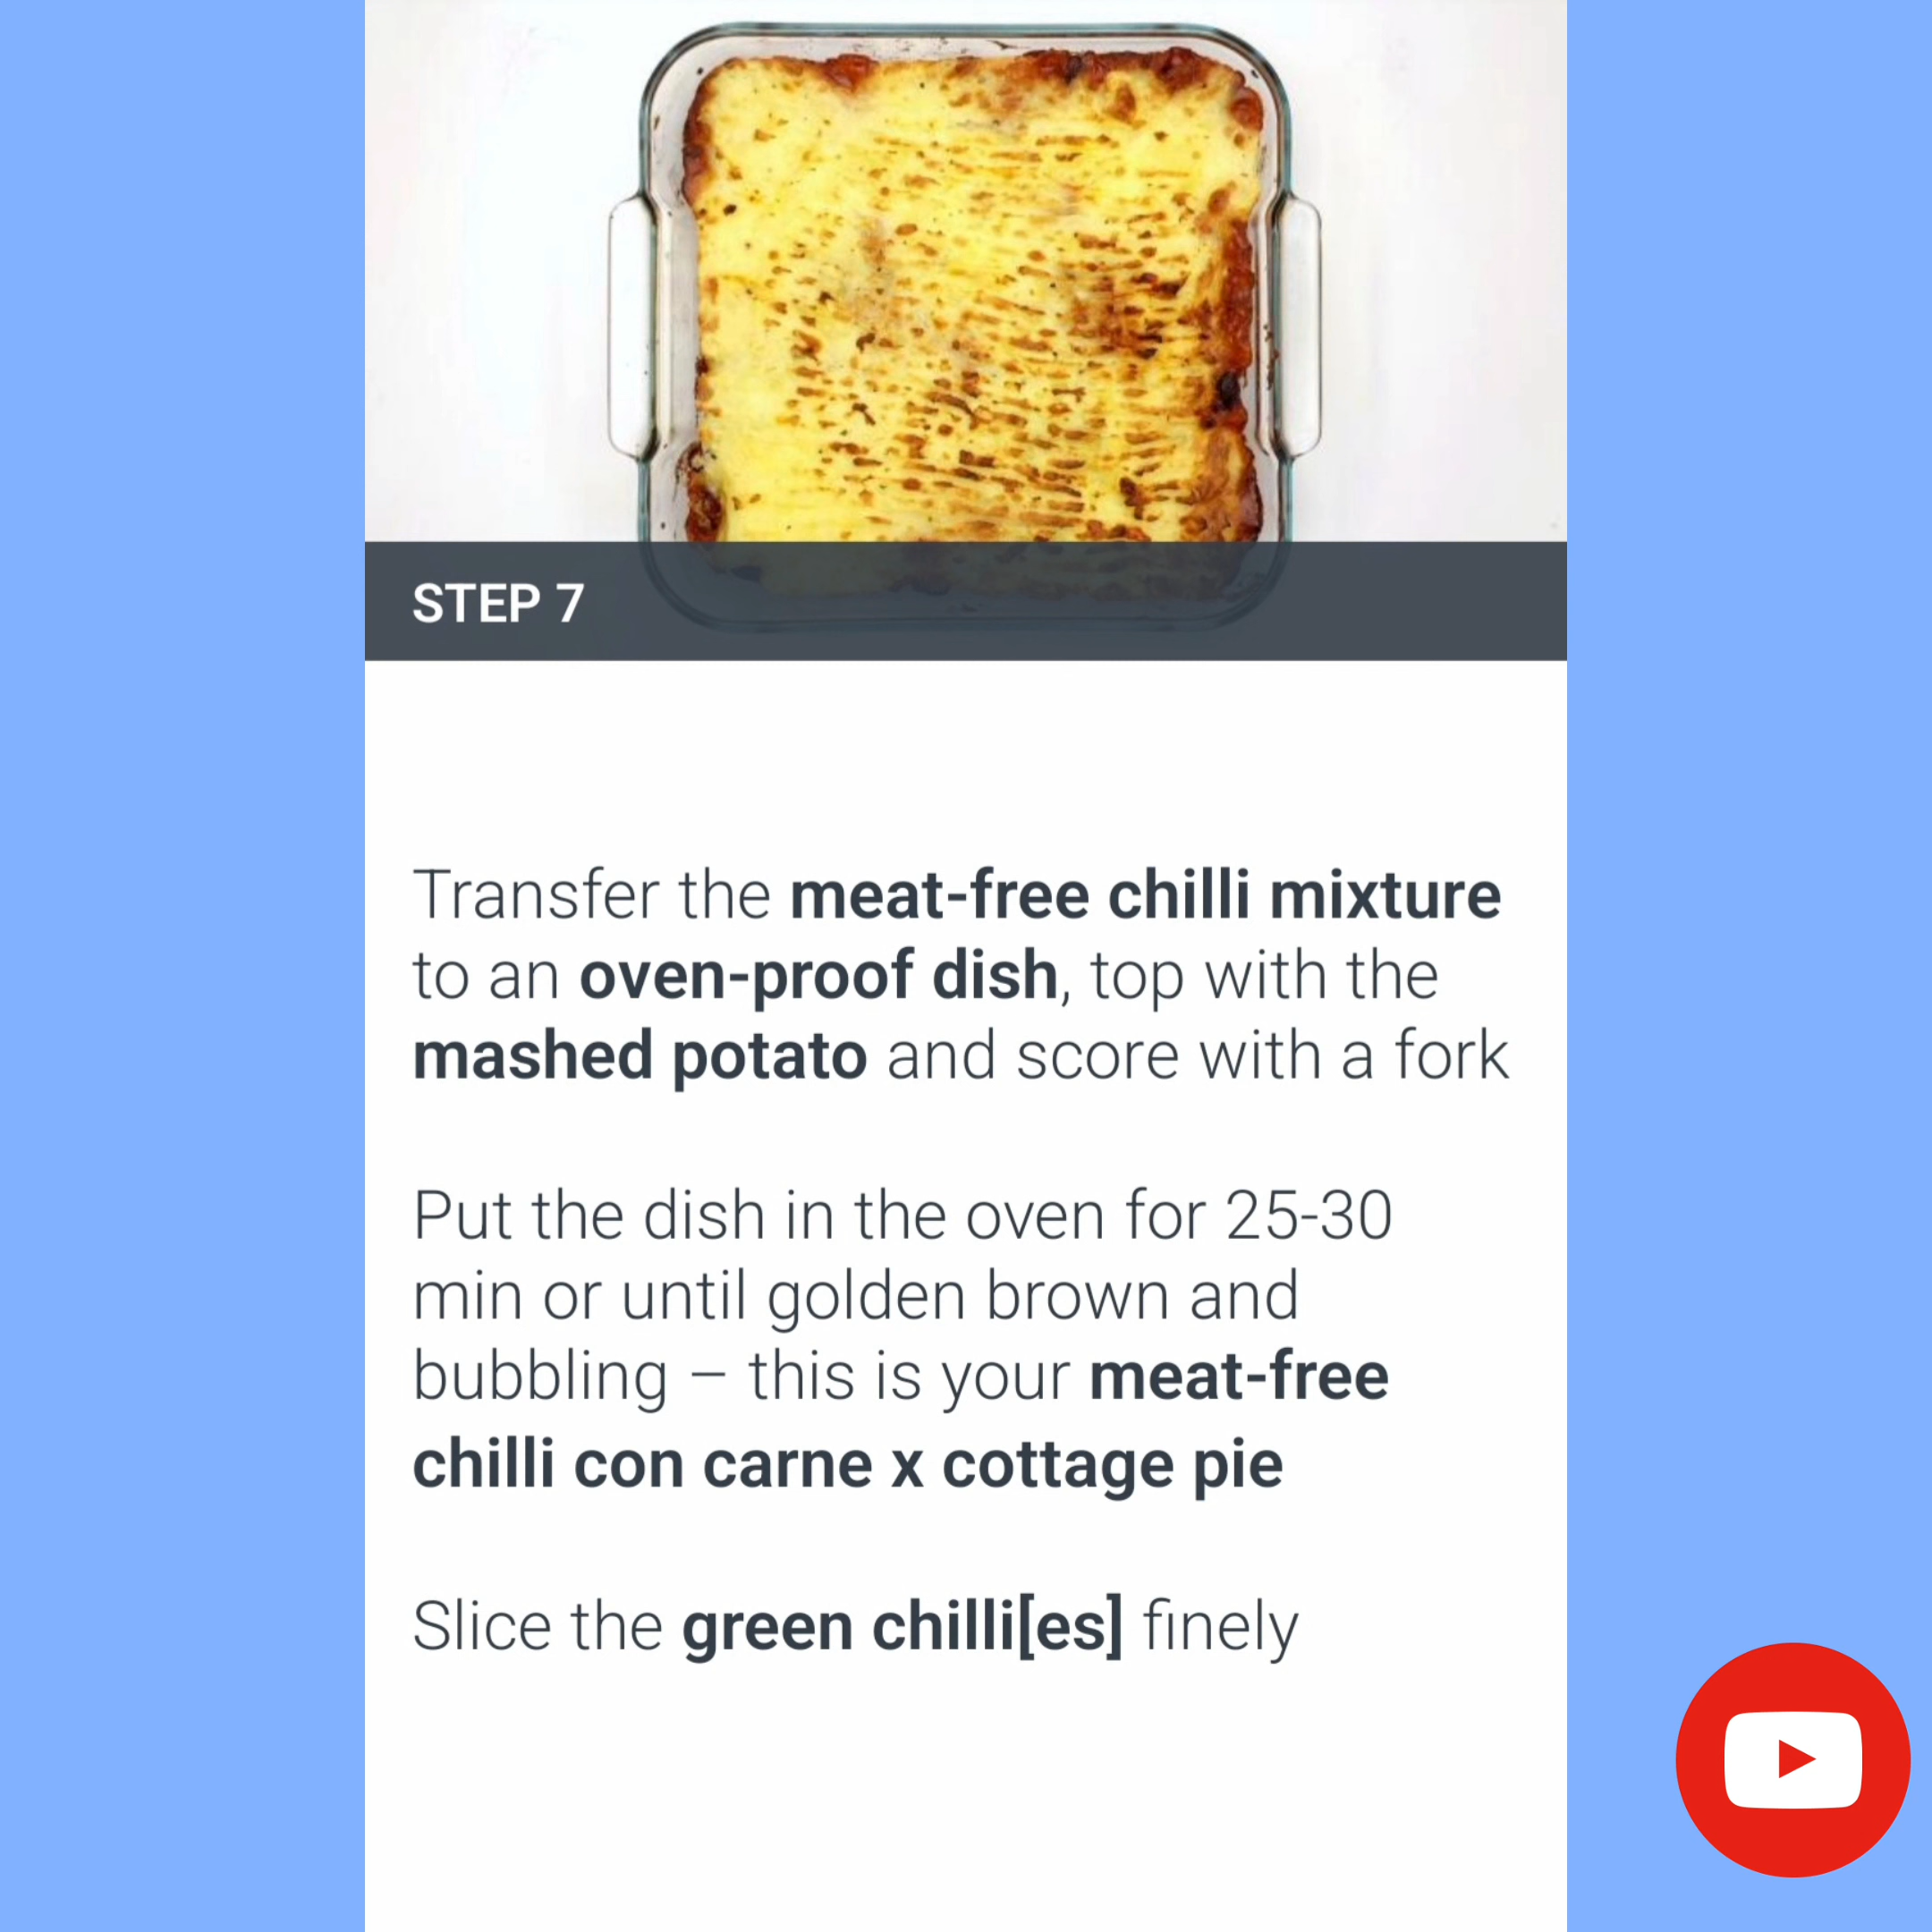 STEP 7
Transfer the meat-free chilli mixture
to an oven-proof dish, top with the
mashed potato and score with a fork
Put the dish in the oven for 25-30
min or until golden brown and
bubbling – this is your meat-free
chilli con carne x cottage pie
Slice the green chilli[es] finely